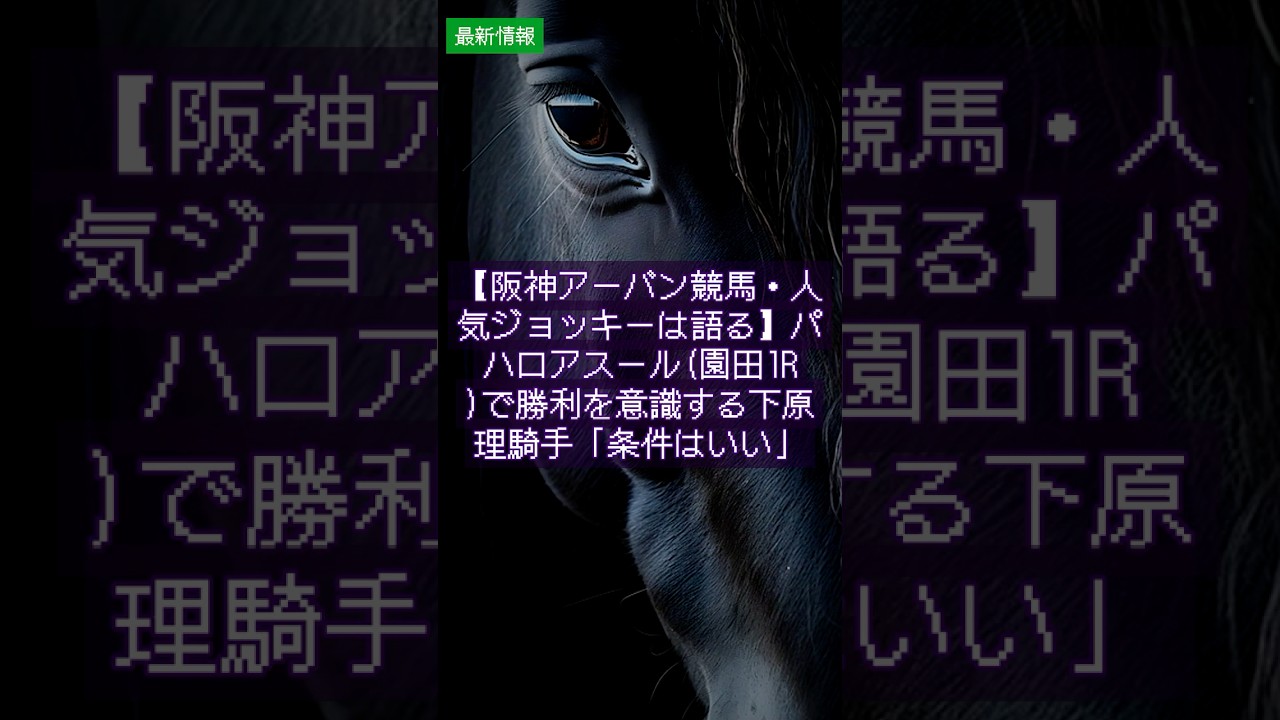 最新情報
【阪神アーバン競馬・人
気ジョッキーは語る】パ
ハロアスール(園田1R
)で勝利を意識する下原
理騎手「条件はいい」